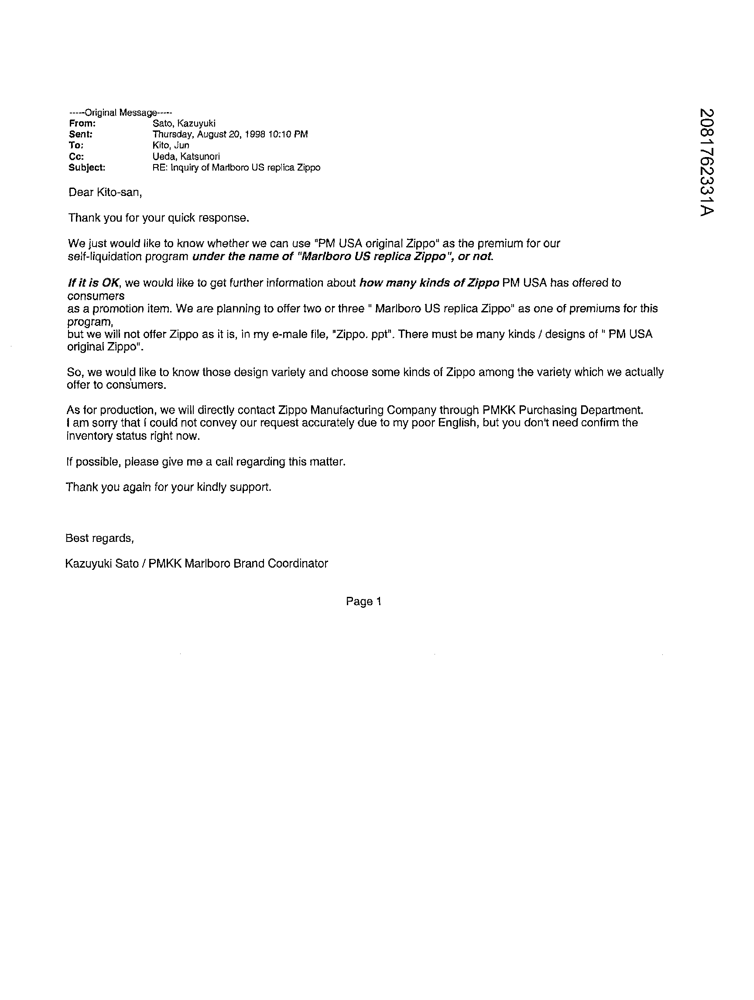 -----Original Message-----
From: Sato, Kazuyuki
Sent: Thursday, August 20, 1998 10:10 PM
To: Kito, Jun
Cc: Ueda, Katsunori
Subject: RE: Inquiry of Marlboro US replica Zippo
Dear Kito-san,
Thank you for your quick response.
We just would like to know whether we can use "PM USA original Zippo" as the premium for our
self-liquidation program under the name of "Marlboro US replica Zippo", or not.
If it is OK, we would like to get further information about how many kinds of Zippo PM USA has offered to
consumers
as a promotion item. We are planning to offer two or three " Marlboro US replica Zippo" as one of premiums for this
program,
but we will not offer Zippo as it is, in my e-male file, "Zippo. ppt". There must be many kinds / designs of " PM USA
original Zippo".
So, we would like to know those design variety and choose some kinds of Zippo among the variety which we actually
offer to consumers.
As for production, we will directly contact Zippo Manufacturing Company through PMKK Purchasing Department.
I am sorry that I could not convey our request accurately due to my poor English, but you don't need confirm the
inventory status right now.
If possible, please give me a call regarding this matter.
Thank you again for your kindly support.
Best regards,
Kazuyuki Sato / PMKK Marlboro Brand Coordinator
Page 1
2081762331A